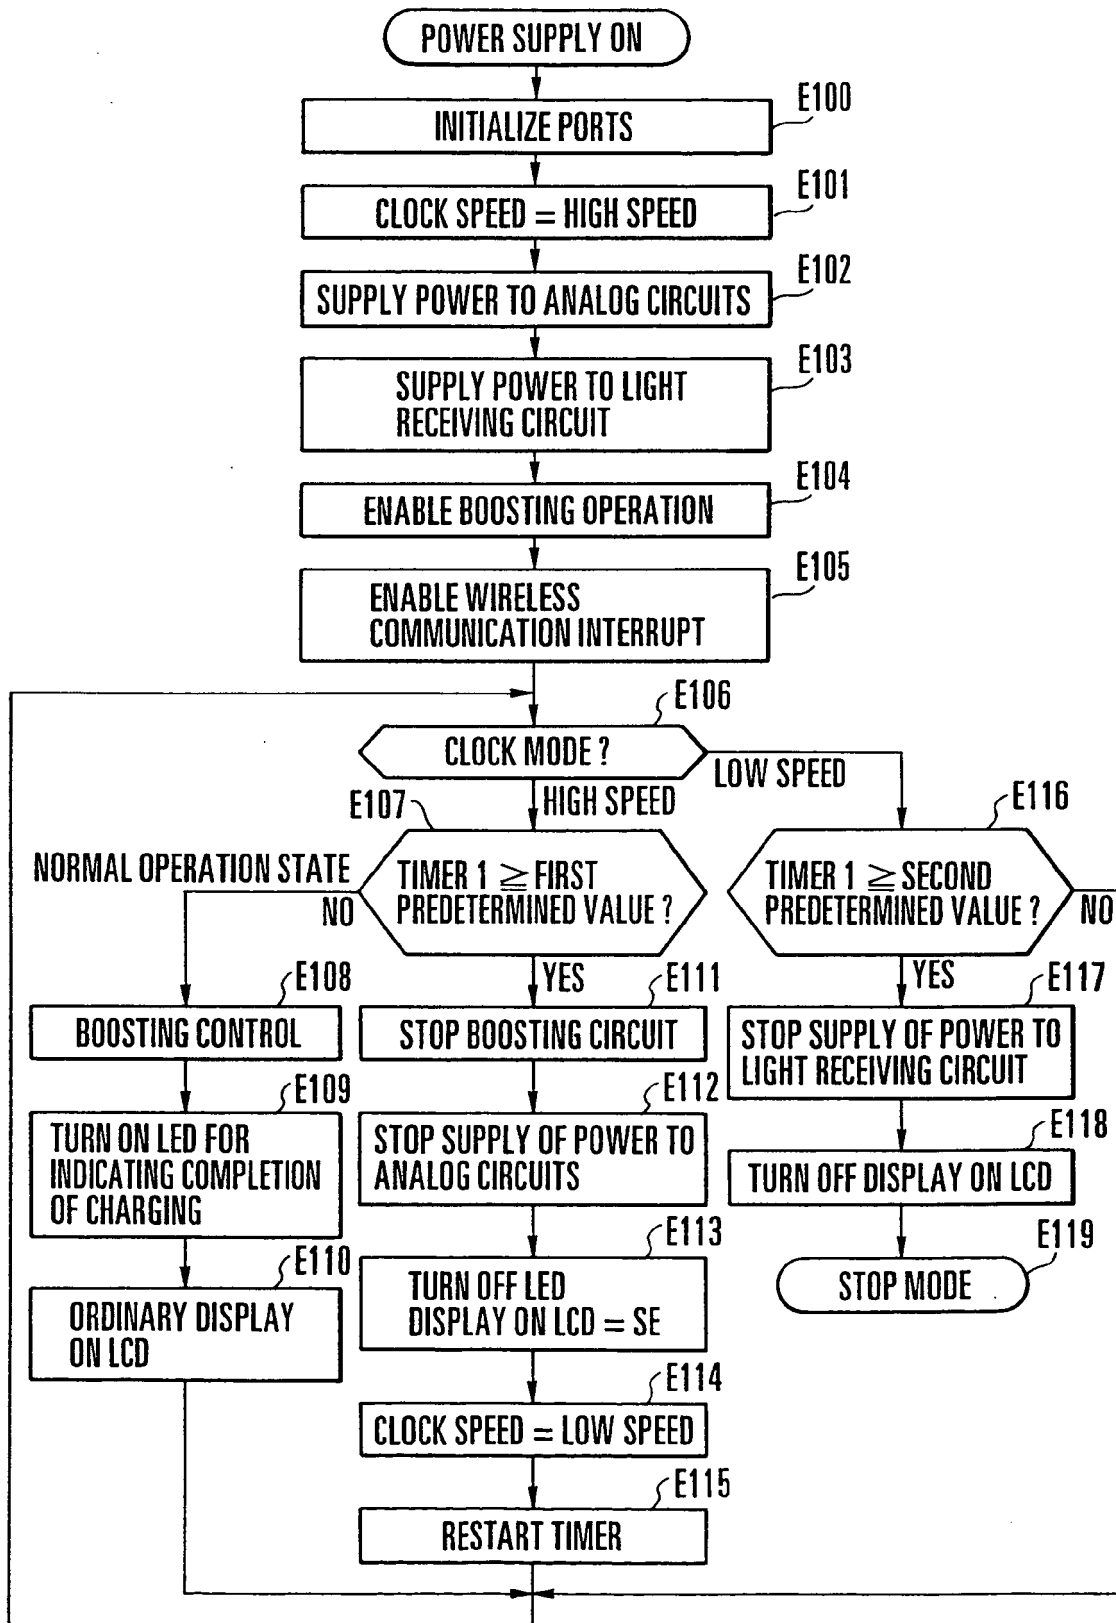 POWER SUPPLY ON
E100
INITIALIZE PORTS
E101
CLOCK SPEED = HIGH SPEED
E102
SUPPLY POWER TO ANALOG CIRCUITS
E103
SUPPLY POWER TO LIGHT
RECEIVING CIRCUIT
E104
ENABLE BOOSTING OPERATION
E105
ENABLE WIRELESS
COMMUNICATION INTERRUPT
E106
CLOCK MODE ?
LOW SPEED
HIGH SPEED
E107
TIMER 1 ≧ FIRST
PREDETERMINED VALUE ?
NORMAL OPERATION STATE
NO
YES
E116
TIMER 1 ≧ SECOND
PREDETERMINED VALUE ?
NO
YES
E108
BOOSTING CONTROL
E109
TURN ON LED FOR
INDICATING COMPLETION
OF CHARGING
E110
ORDINARY DISPLAY
ON LCD
E111
STOP BOOSTING CIRCUIT
E112
STOP SUPPLY OF POWER TO
ANALOG CIRCUITS
E113
TURN OFF LED
DISPLAY ON LCD = SE
E114
CLOCK SPEED = LOW SPEED
E115
RESTART TIMER
E117
STOP SUPPLY OF POWER TO
LIGHT RECEIVING CIRCUIT
E118
TURN OFF DISPLAY ON LCD
E119
STOP MODE